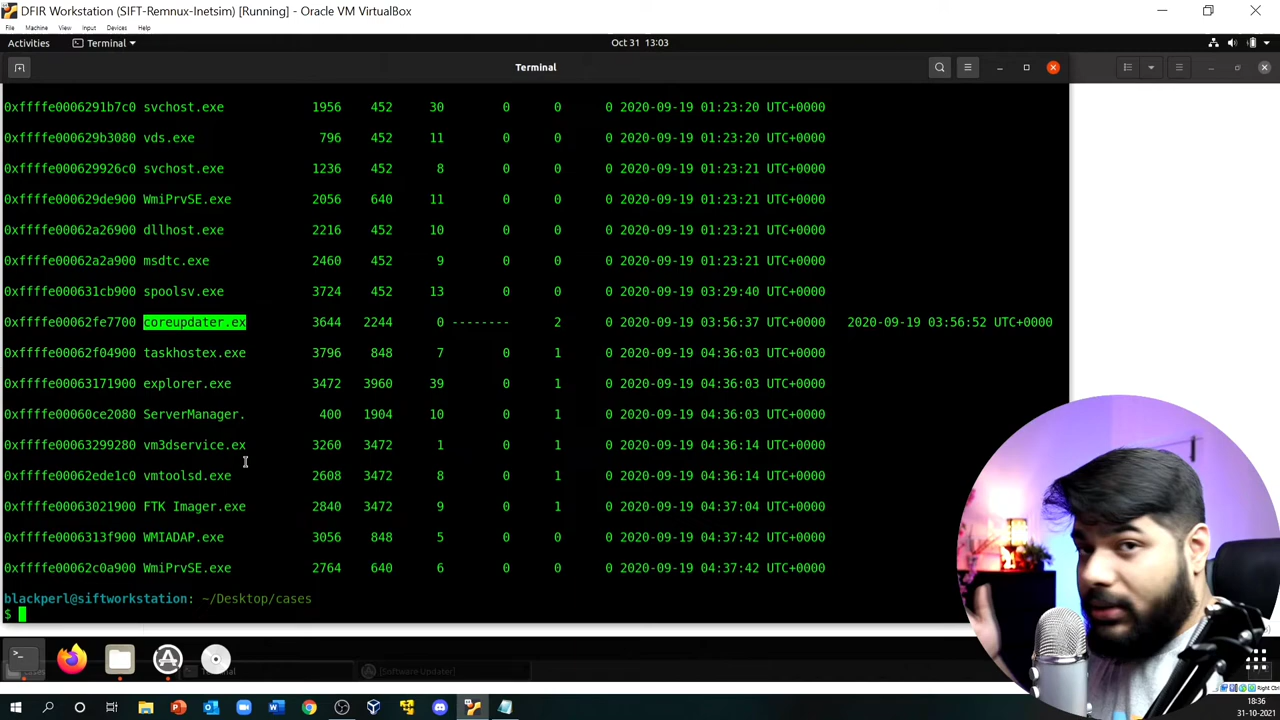 DFIR Workstation (SIFT-Remnux-Inetsim) [Running] - Oracle VM VirtualBox
File Machine View Input Devices Help
Activities Terminal Oct 31 13:03
Terminal
0xffffe0006291b7c0 svchost.exe 1956 452 30 0 0 0 2020-09-19 01:23:20 UTC+0000
0xffffe000629b3080 vds.exe 796 452 11 0 0 0 2020-09-19 01:23:20 UTC+0000
0xffffe000629926c0 svchost.exe 1236 452 8 0 0 0 2020-09-19 01:23:21 UTC+0000
0xffffe000629de900 WmiPrvSE.exe 2056 640 11 0 0 0 2020-09-19 01:23:21 UTC+0000
0xffffe00062a26900 dllhost.exe 2216 452 10 0 0 0 2020-09-19 01:23:21 UTC+0000
0xffffe00062a2a900 msdtc.exe 2460 452 9 0 0 0 2020-09-19 01:23:21 UTC+0000
0xffffe000631cb900 spoolsv.exe 3724 452 13 0 0 0 2020-09-19 03:29:40 UTC+0000
0xffffe00062fe7700 coreupdater.ex 3644 2244 0 -------- 2 0 2020-09-19 03:56:37 UTC+0000 2020-09-19 03:56:52 UTC+0000
0xffffe00062f04900 taskhostex.exe 3796 848 7 0 1 0 2020-09-19 04:36:03 UTC+0000
0xffffe00063171900 explorer.exe 3472 3960 39 0 1 0 2020-09-19 04:36:03 UTC+0000
0xffffe00060ce2080 ServerManager. 400 1904 10 0 1 0 2020-09-19 04:36:03 UTC+0000
0xffffe00063299280 vm3dservice.ex 3260 3472 1 0 1 0 2020-09-19 04:36:14 UTC+0000
0xffffe00062ede1c0 vmtoolsd.exe 2608 3472 8 0 1 0 2020-09-19 04:36:14 UTC+0000
0xffffe00063021900 FTK Imager.exe 2840 3472 9 0 1 0 2020-09-19 04:37:04 UTC+0000
0xffffe0006313f900 WMIADAP.exe 3056 848 5 0 0 0 2020-09-19 04:37:42 UTC+0000
0xffffe00062c0a900 WmiPrvSE.exe 2764 640 6 0 0 0 2020-09-19 04:37:42 UTC+0000
blackperl@siftworkstation: ~/Desktop/cases
$
[Software Updater]
Right Ctrl
18:36
31-10-2021